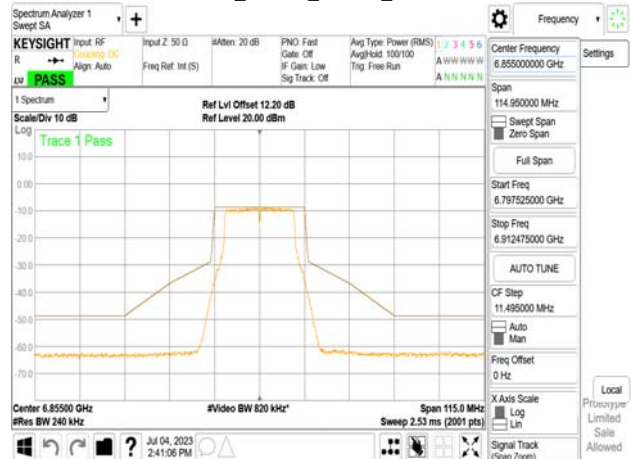 Spectrum Analyzer 1
Swept SA
Frequency
KEYSIGHT
Input: RF
Coupling: DC
Align: Auto
Input Z: 50 Ω
Freq Ref: Int (S)
#Atten: 20 dB
PNO: Fast
Gate: Off
IF Gain: Low
Sig Track: Off
Avg Type: Power (RMS)
Avg|Hold: 100/100
Trig: Free Run
1 2 3 4 5 6
A W W W W W
A N N N N N
R
PASS
1 Spectrum
Scale/Div 10 dB
Ref Lvl Offset 12.20 dB
Ref Level 20.00 dBm
Log
Trace 1 Pass
10.0
0.00
-10.0
-20.0
-30.0
-40.0
-50.0
-60.0
-70.0
Center 6.85500 GHz
#Video BW 820 kHz*
Span 115.0 MHz
#Res BW 240 kHz
Sweep 2.53 ms (2001 pts)
Jul 04, 2023
2:41:06 PM
Center Frequency
6.855000000 GHz
Settings
Span
114.950000 MHz
Swept Span
Zero Span
Full Span
Start Freq
6.797525000 GHz
Stop Freq
6.912475000 GHz
AUTO TUNE
CF Step
11.495000 MHz
Auto
Man
Freq Offset
0 Hz
X Axis Scale
Log
Lin
Signal Track
(Span Zoom)
Local
Prototype
Limited
Sale
Allowed